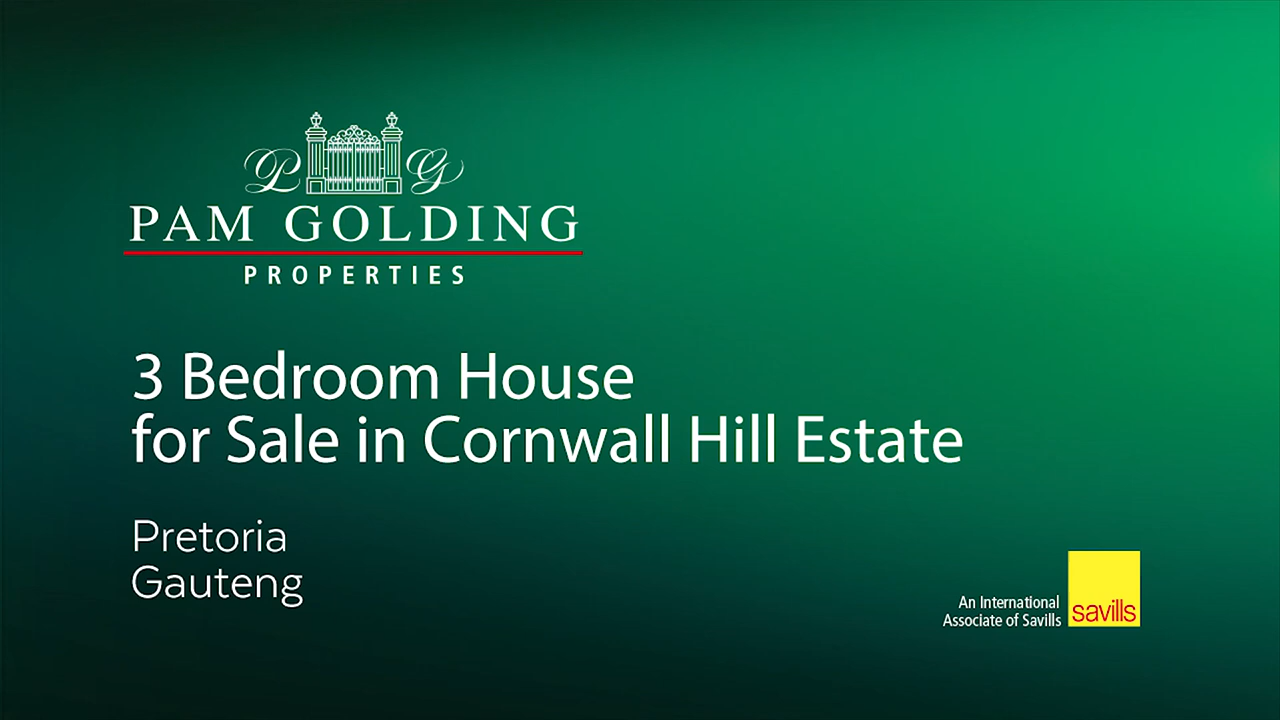 P G
PAM GOLDING
PROPERTIES
3 Bedroom House
for Sale in Cornwall Hill Estate
Pretoria
Gauteng
An International
Associate of Savills
savills